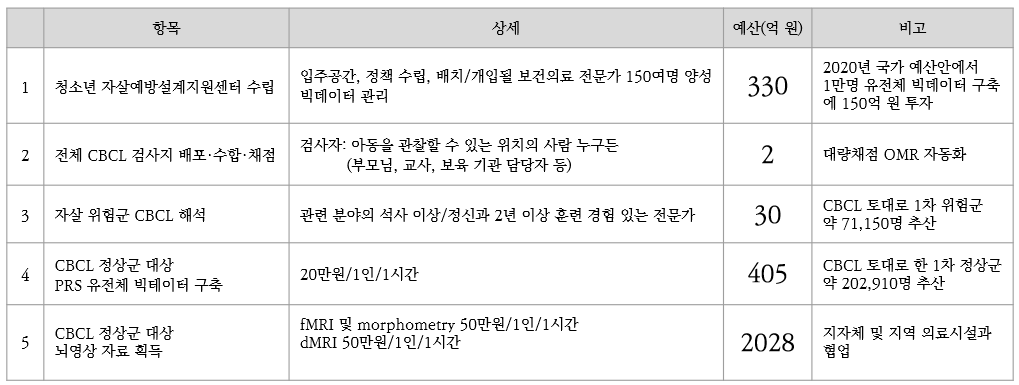 항목 상세 예산(억 원) 비고
1 청소년 자살예방설계지원센터 수립
입주공간, 정책 수립, 배치/개입될 보건의료 전문가 150여명 양성
빅데이터 관리
330
2020년 국가 예산안에서
1만명 유전체 빅데이터 구축
에 150억 원 투자
2 전체 CBCL 검사지 배포·수합·채점
검사자: 아동을 관찰할 수 있는 위치의 사람 누구든
(부모님, 교사, 보육 기관 담당자 등)
2
대량채점 OMR 자동화
3 자살 위험군 CBCL 해석
관련 분야의 석사 이상/정신과 2년 이상 훈련 경험 있는 전문가
30
CBCL 토대로 1차 위험군
약 71,150명 추산
4 CBCL 정상군 대상
PRS 유전체 빅데이터 구축
20만원/1인/1시간
405
CBCL 토대로 한 1차 정상군
약 202,910명 추산
5 CBCL 정상군 대상
뇌영상 자료 획득
fMRI 및 morphometry 50만원/1인/1시간
dMRI 50만원/1인/1시간
2028
지자체 및 지역 의료시설과
협업